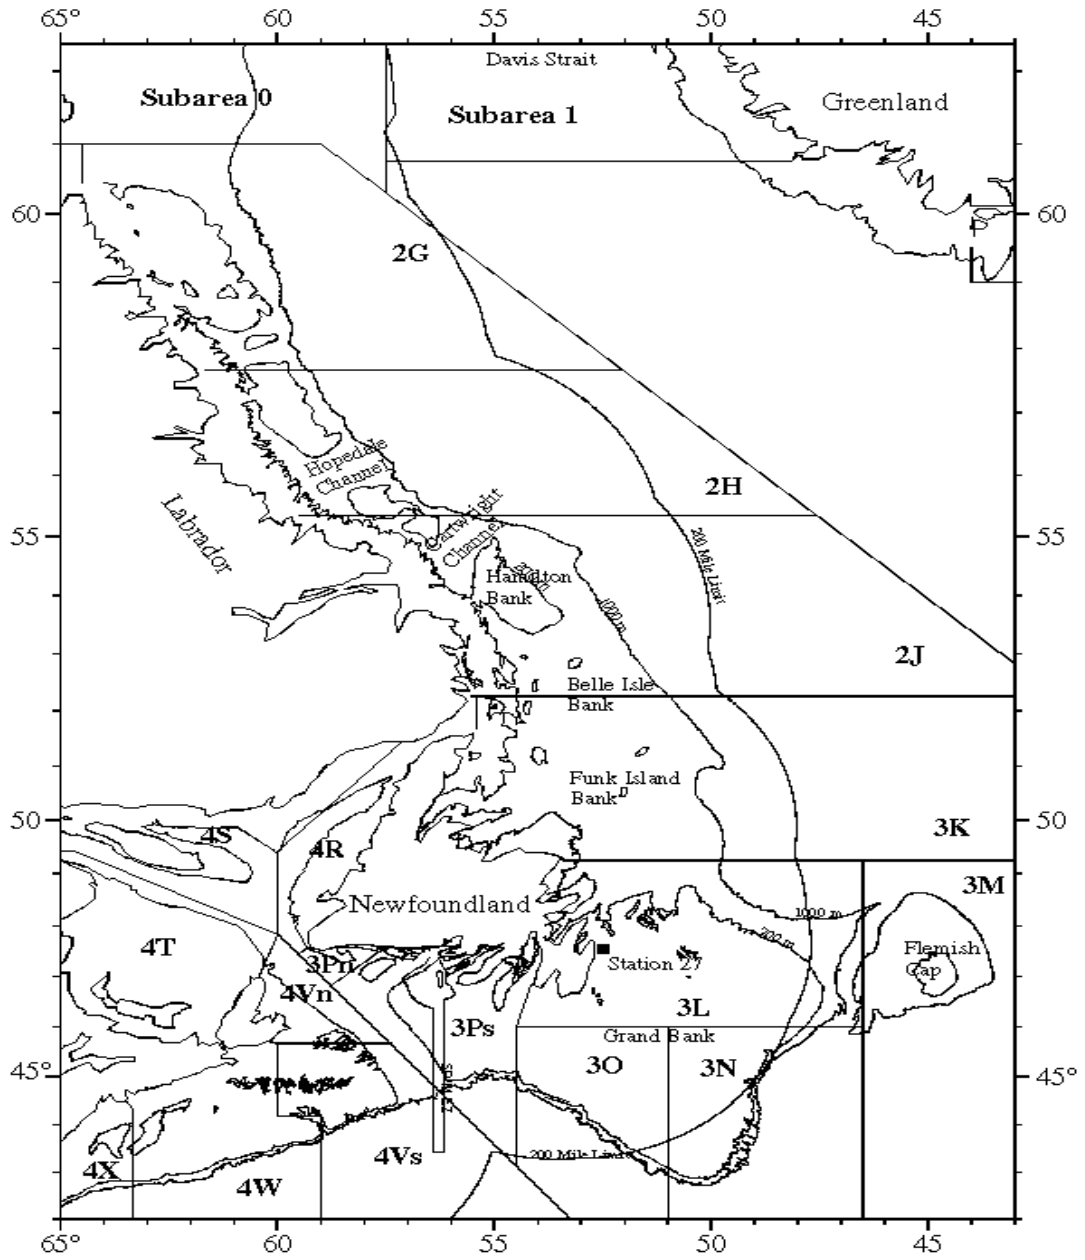 65° 60 55 50 45
Davis Strait
Subarea 0
Subarea 1
Greenland
60 60
2G
Hopedale
Channel
2H
Cartwright
Channel
Labrador
55 55
200 Mile Limit
Hamilton
Bank
1000 m
2J
Belle Isle
Bank
Funk Island
Bank
50 50
4S
4R
3K
3M
Newfoundland
1000 m
200 m
4T
Flemish
Cap
3Pn
Station 27
4Vn
3L
3Ps
Grand Bank
3O
3N
45° 45°
4Vs
200 Mile Limit
4X
4W
65° 60 55 50 45